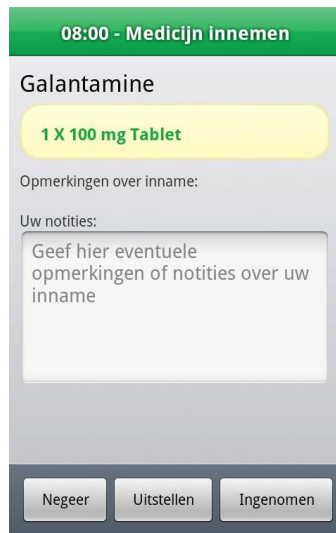 08:00 - Medicijn innemen
Galantamine
1 X 100 mg Tablet
Opmerkingen over inname:
Uw notities:
Geef hier eventuele
opmerkingen of notities over uw
inname
Negeer Uitstellen Ingenomen